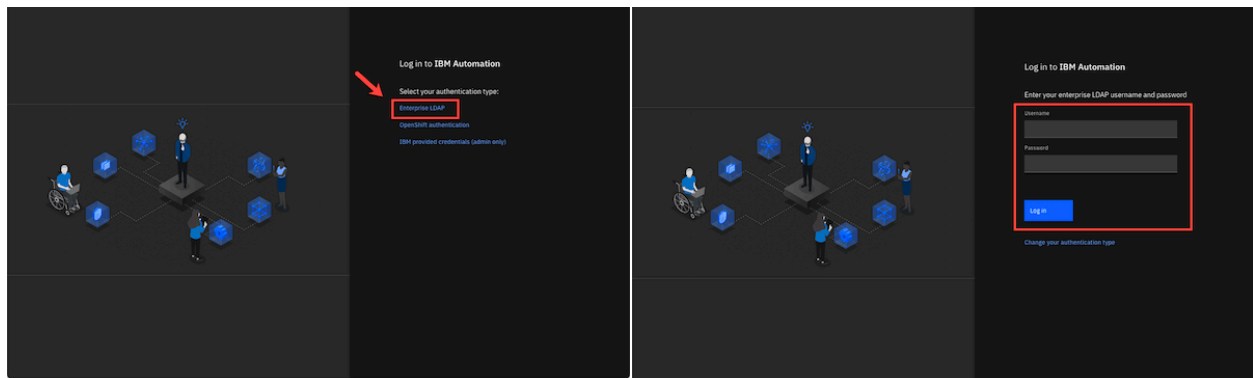 Log in to IBM Automation
Select your authentication type:
Enterprise LDAP
OpenShift authentication
IBM provided credentials (admin only)
Log in to IBM Automation
Enter your enterprise LDAP username and password
Username
Password
Log in
Change your authentication type